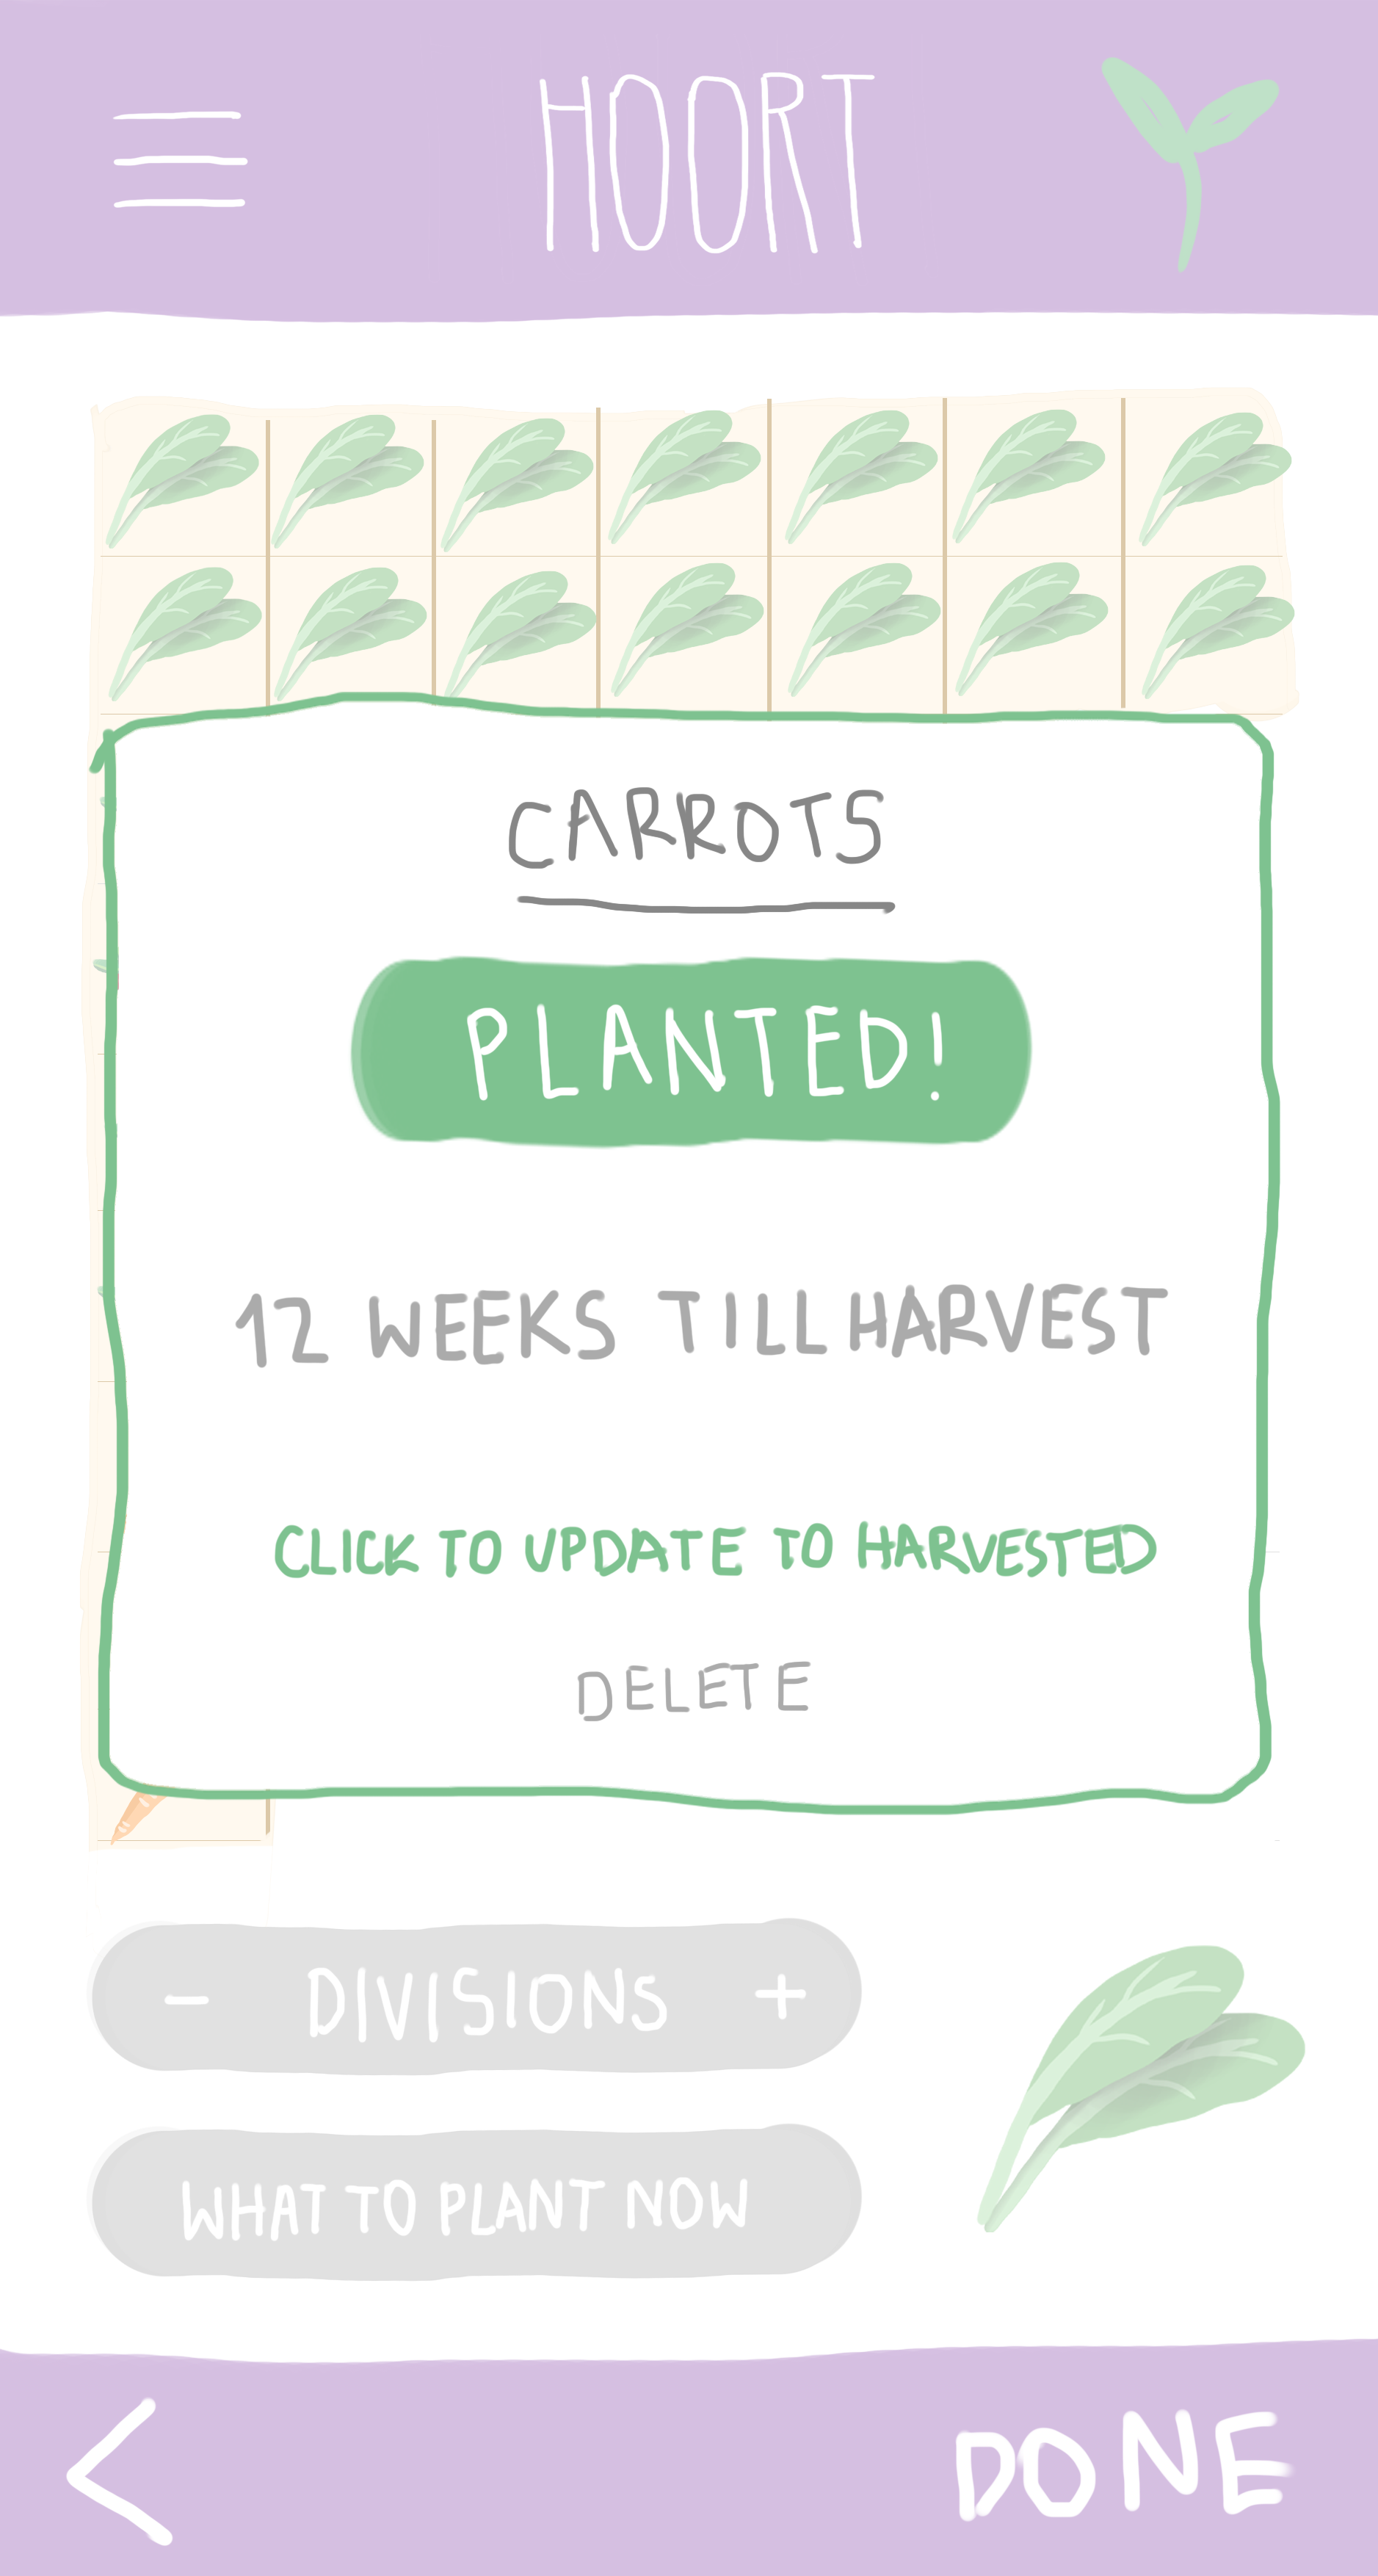 HOORT
CARROTS
PLANTED!
12 WEEKS TILL HARVEST
CLICK TO UPDATE TO HARVESTED
DELETE
- DIVISIONS +
WHAT TO PLANT NOW
< DONE